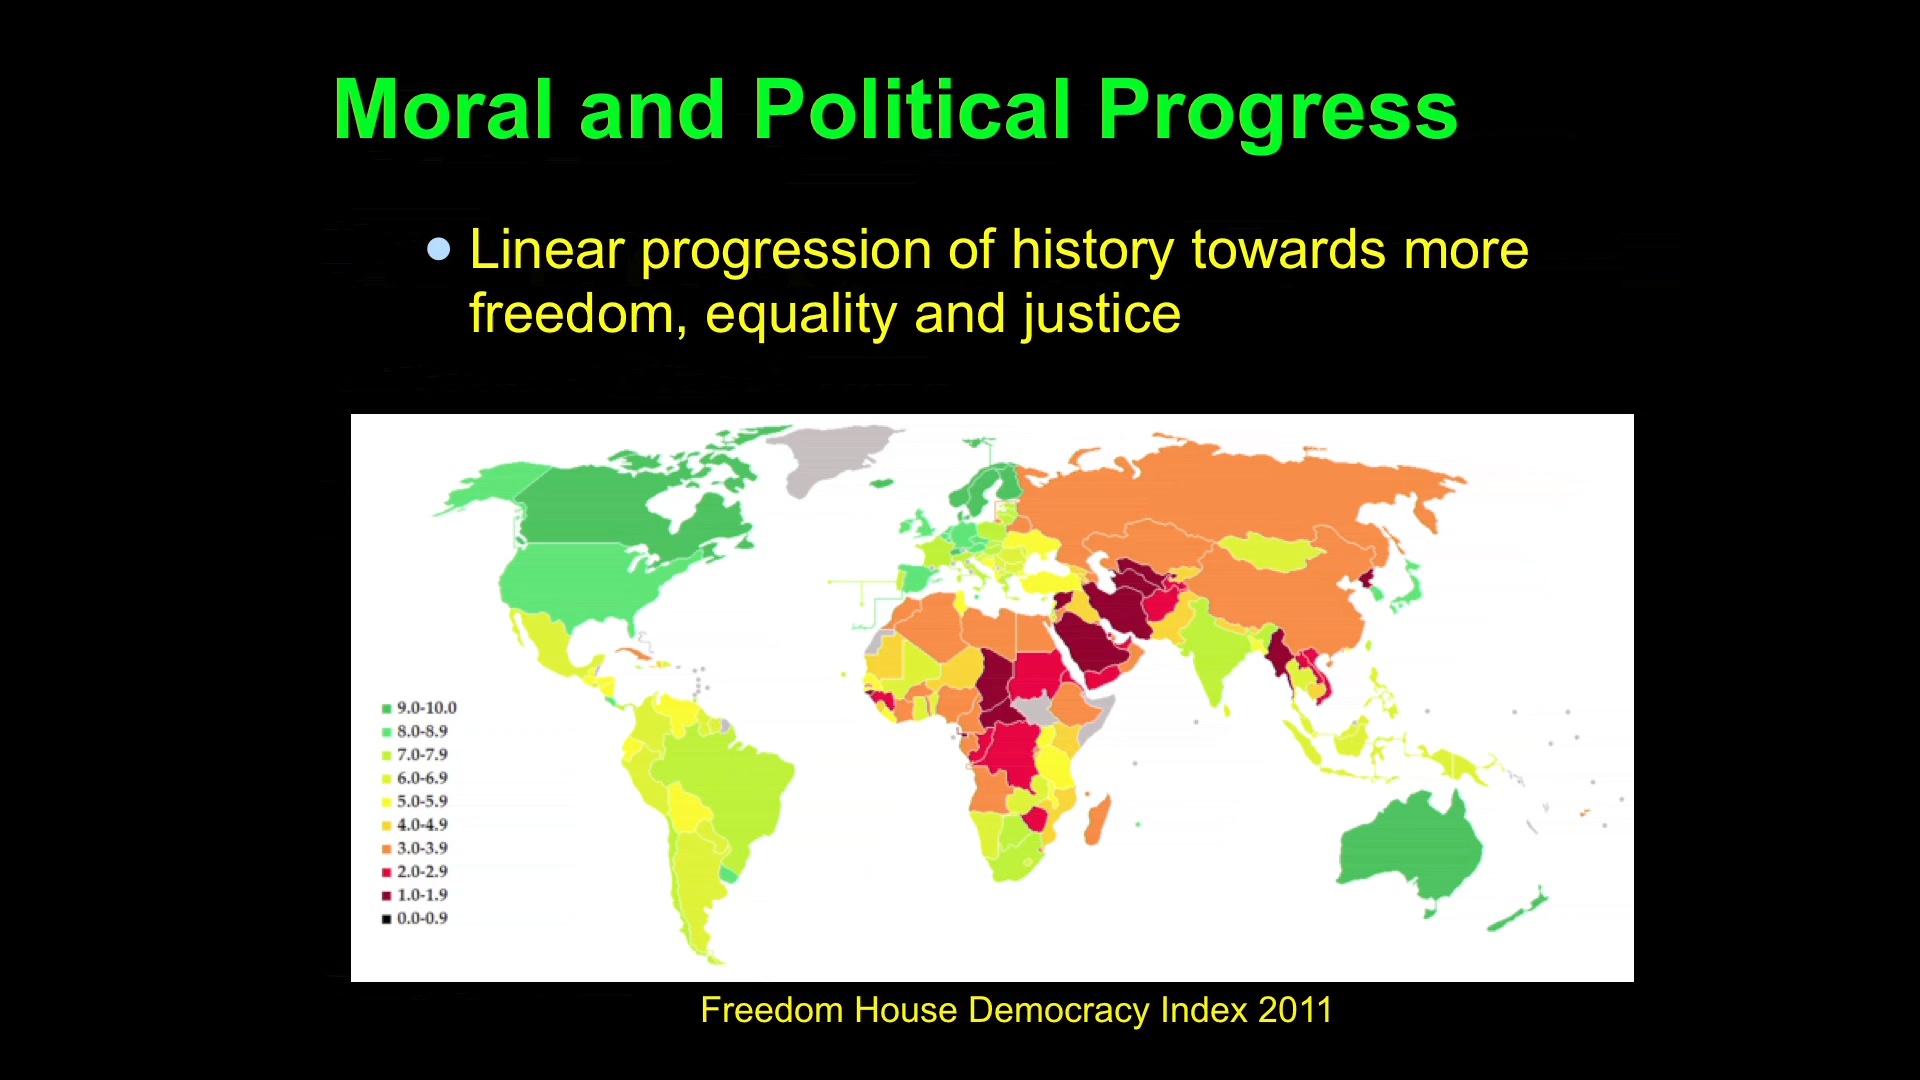 Moral and Political Progress
Linear progression of history towards more
freedom, equality and justice
9.0-10.0
8.0-8.9
7.0-7.9
6.0-6.9
5.0-5.9
4.0-4.9
3.0-3.9
2.0-2.9
1.0-1.9
0.0-0.9
Freedom House Democracy Index 2011